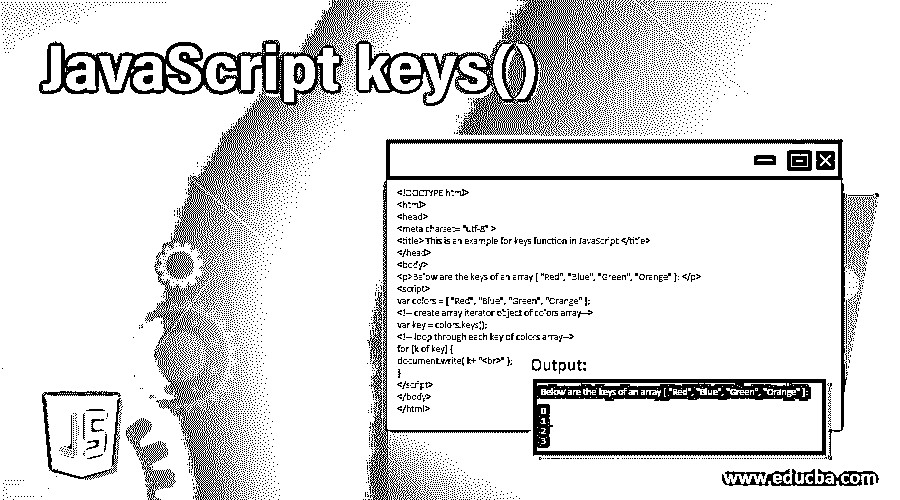 JavaScript keys()
<!DOCTYPE html>
<html>
<head>
<meta charset= "utf-8" >
<title> This is an example for keys function in JavaScript </title>
</head>
<body>
<p> Below are the keys of an array [ "Red", "Blue", "Green", "Orange" ]: </p>
<script>
var colors = [ "Red", "Blue", "Green", "Orange" ];
<!-- create array iterator object of colors array-->
var key = colors.keys();
<!-- loop through each key of colors array-->
for (k of key) {
document.write( k+ "<br>" );
}
</script>
</body>
</html>
Output:
Below are the keys of an array [ "Red", "Blue", "Green", "Orange" ]:
0
1
2
3
JS
www.educba.com